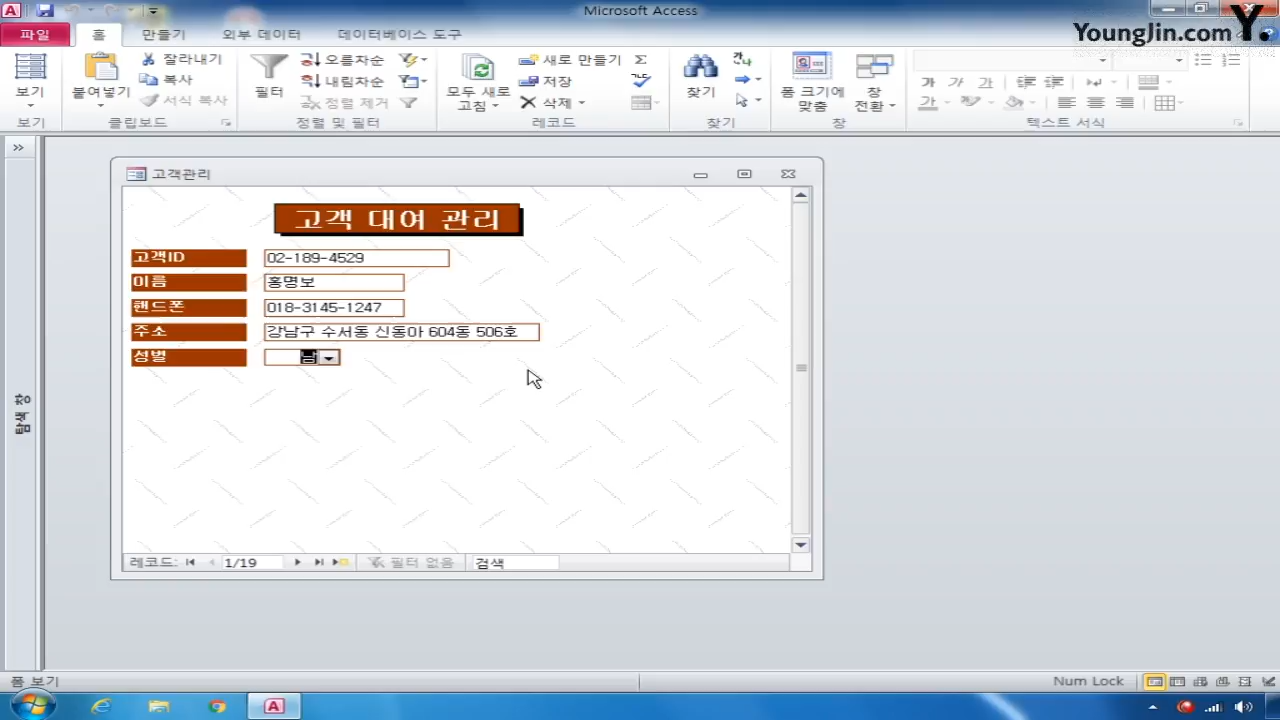 Microsoft Access
YoungJin.com Y.
파일 홈 만들기 외부 데이터 데이터베이스 도구
보기
보기
붙여넣기
잘라내기
복사
서식 복사
클립보드
필터
오름차순
내림차순
정렬 제거
정렬 및 필터
모두 새로
고침
새로 만들기
저장
삭제
레코드
찾기
찾기
폼 크기에
맞춤
창
전환
창
가 가 가
가
텍스트 서식
탐색 창
고객관리
고객 대여 관리
고객ID 02-189-4529
이름 홍명보
핸드폰 018-3145-1247
주소 강남구 수서동 신동아 604동 506호
성별 남
레코드: 1/19 필터 없음 검색
폼 보기 Num Lock